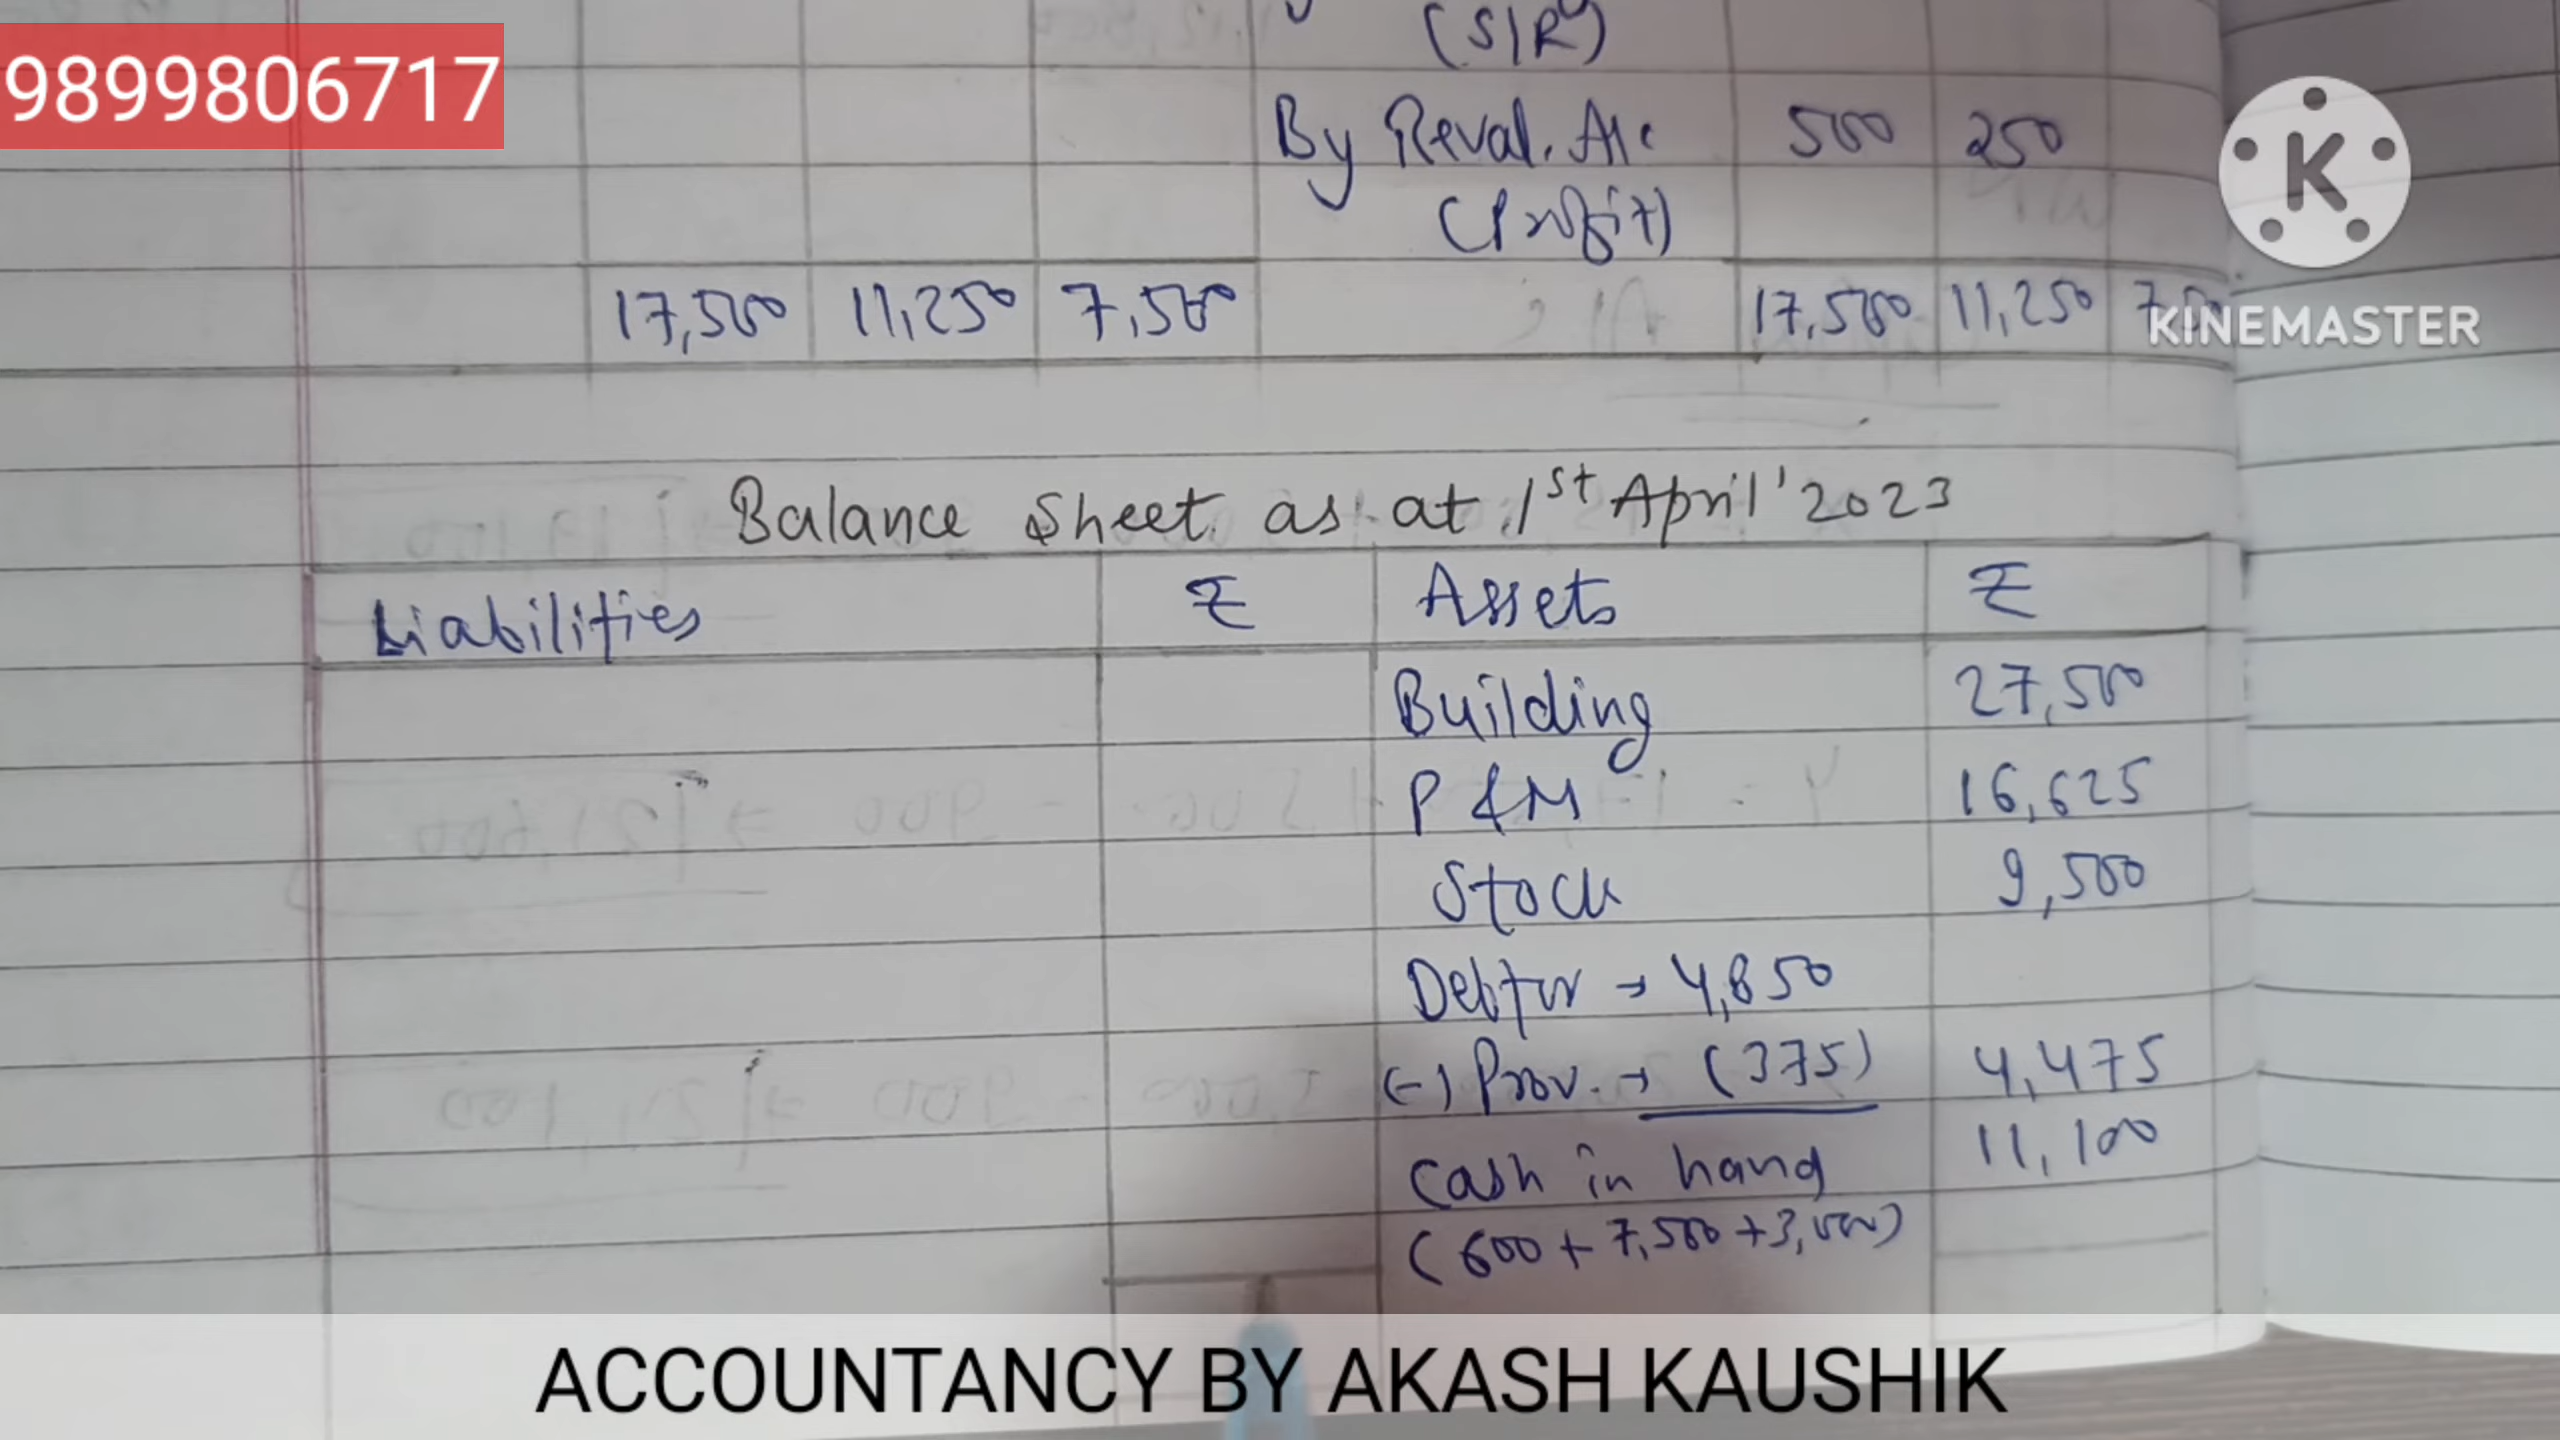 9899806717
(S/R)
By Reval. A/c 500 250
(Profit)
17,500 11,250 7,500 17,500 11,250
KINEMASTER
K
Balance Sheet as at 1st April' 2023
Liabilities ₹ Assets ₹
Building 27,500
P & M 16,625
Stock 9,500
Debtor → 4,850
(-) Prov. → (375) 4,475
Cash in hand 11,100
(600 + 7,500 + 3,000)
ACCOUNTANCY BY AKASH KAUSHIK